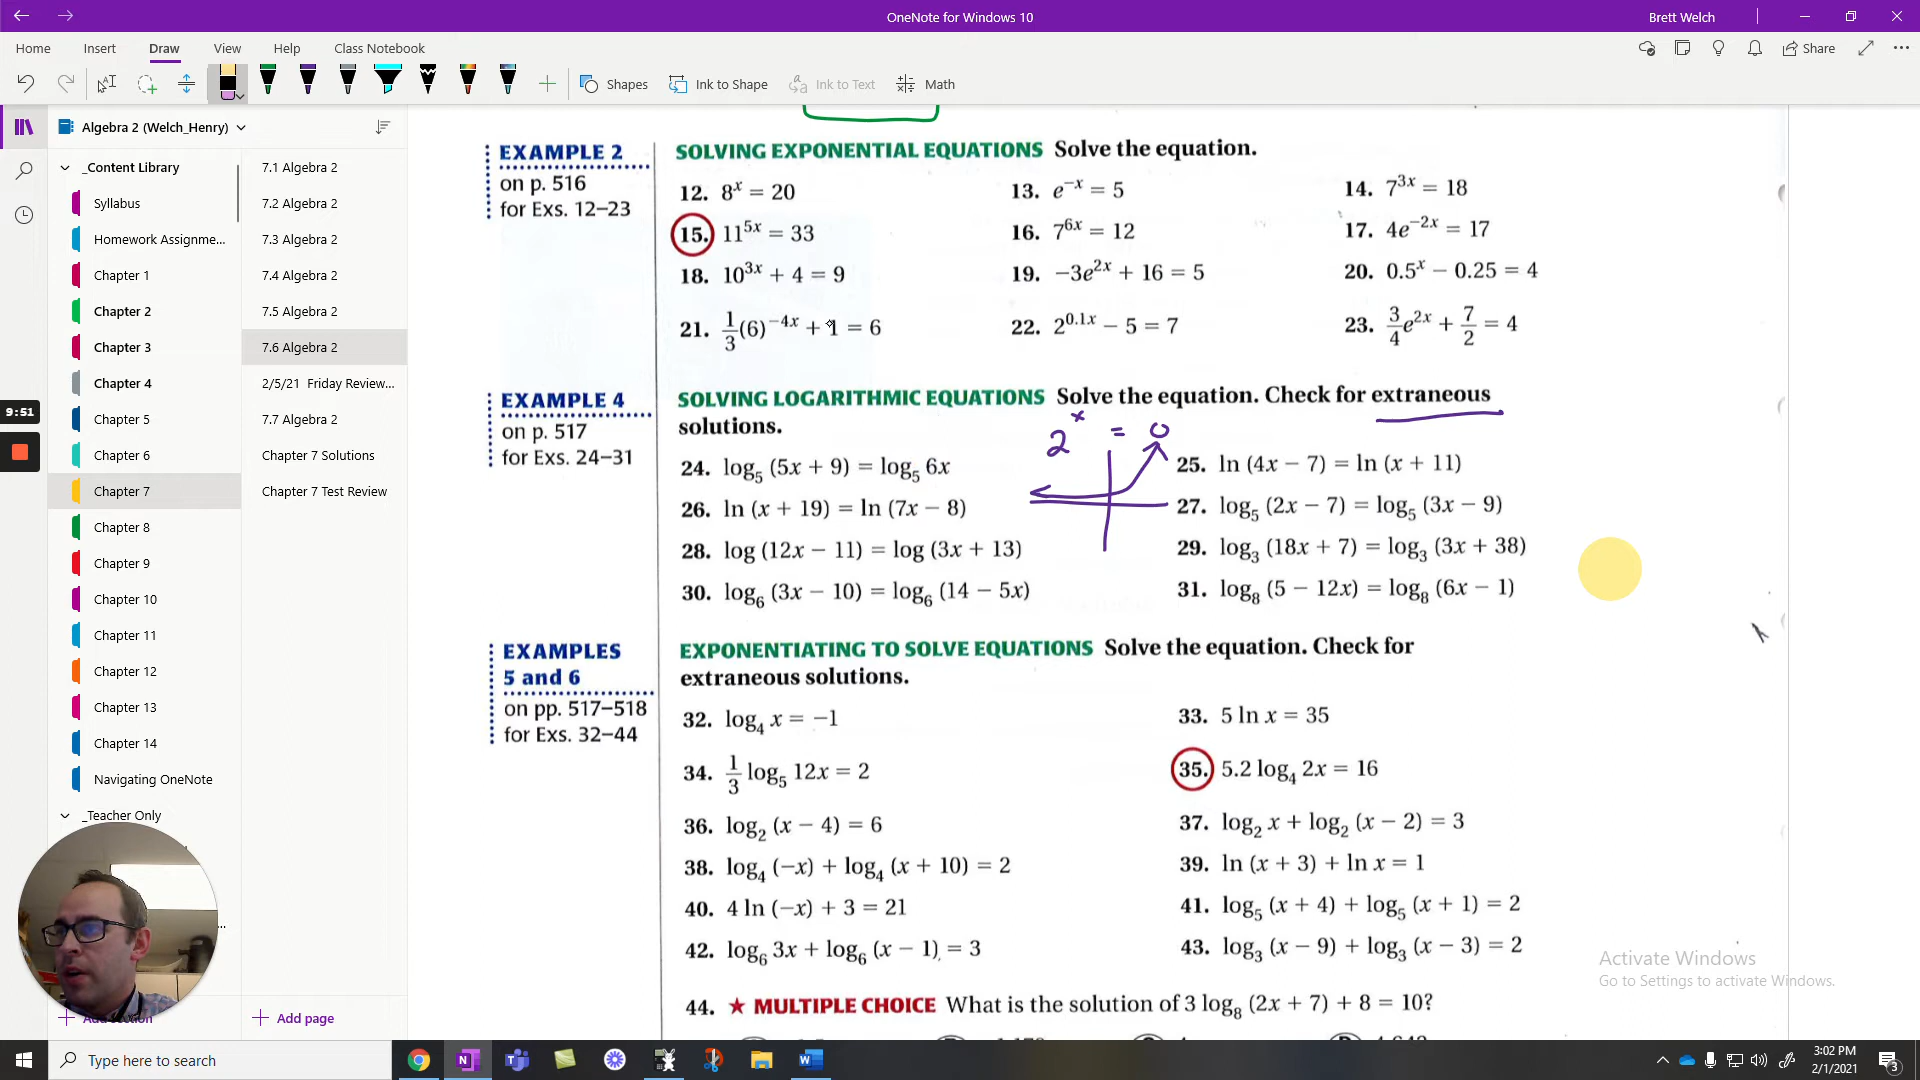 OneNote for Windows 10
Brett Welch
Home Insert Draw View Help Class Notebook
Share
Shapes Ink to Shape Ink to Text Math
Algebra 2 (Welch_Henry)
_Content Library
Syllabus
Homework Assignme...
Chapter 1
Chapter 2
Chapter 3
Chapter 4
Chapter 5
Chapter 6
Chapter 7
Chapter 8
Chapter 9
Chapter 10
Chapter 11
Chapter 12
Chapter 13
Chapter 14
Navigating OneNote
_Teacher Only
Add section
7.1 Algebra 2
7.2 Algebra 2
7.3 Algebra 2
7.4 Algebra 2
7.5 Algebra 2
7.6 Algebra 2
2/5/21 Friday Review...
7.7 Algebra 2
Chapter 7 Solutions
Chapter 7 Test Review
Add page
9:51
EXAMPLE 2
on p. 516
for Exs. 12–23
SOLVING EXPONENTIAL EQUATIONS Solve the equation.
12. 8^x = 20
13. e^−x = 5
14. 7^3x = 18
15. 11^5x = 33
16. 7^6x = 12
17. 4e^−2x = 17
18. 10^3x + 4 = 9
19. −3e^2x + 16 = 5
20. 0.5^x − 0.25 = 4
21. 1/3(6)^−4x + 1 = 6
22. 2^0.1x − 5 = 7
23. 3/4e^2x + 7/2 = 4
EXAMPLE 4
on p. 517
for Exs. 24–31
SOLVING LOGARITHMIC EQUATIONS Solve the equation. Check for extraneous
solutions.
2^x = 0
24. log₅ (5x + 9) = log₅ 6x
25. ln (4x − 7) = ln (x + 11)
26. ln (x + 19) = ln (7x − 8)
27. log₅ (2x − 7) = log₅ (3x − 9)
28. log (12x − 11) = log (3x + 13)
29. log₃ (18x + 7) = log₃ (3x + 38)
30. log₆ (3x − 10) = log₆ (14 − 5x)
31. log₈ (5 − 12x) = log₈ (6x − 1)
EXAMPLES
5 and 6
on pp. 517–518
for Exs. 32–44
EXPONENTIATING TO SOLVE EQUATIONS Solve the equation. Check for
extraneous solutions.
32. log₄ x = −1
33. 5 ln x = 35
34. 1/3 log₅ 12x = 2
35. 5.2 log₄ 2x = 16
36. log₂ (x − 4) = 6
37. log₂ x + log₂ (x − 2) = 3
38. log₄ (−x) + log₄ (x + 10) = 2
39. ln (x + 3) + ln x = 1
40. 4 ln (−x) + 3 = 21
41. log₅ (x + 4) + log₅ (x + 1) = 2
42. log₆ 3x + log₆ (x − 1) = 3
43. log₃ (x − 9) + log₃ (x − 3) = 2
44. ★ MULTIPLE CHOICE What is the solution of 3 log₈ (2x + 7) + 8 = 10?
Activate Windows
Go to Settings to activate Windows.
Type here to search
3:02 PM
2/1/2021
3